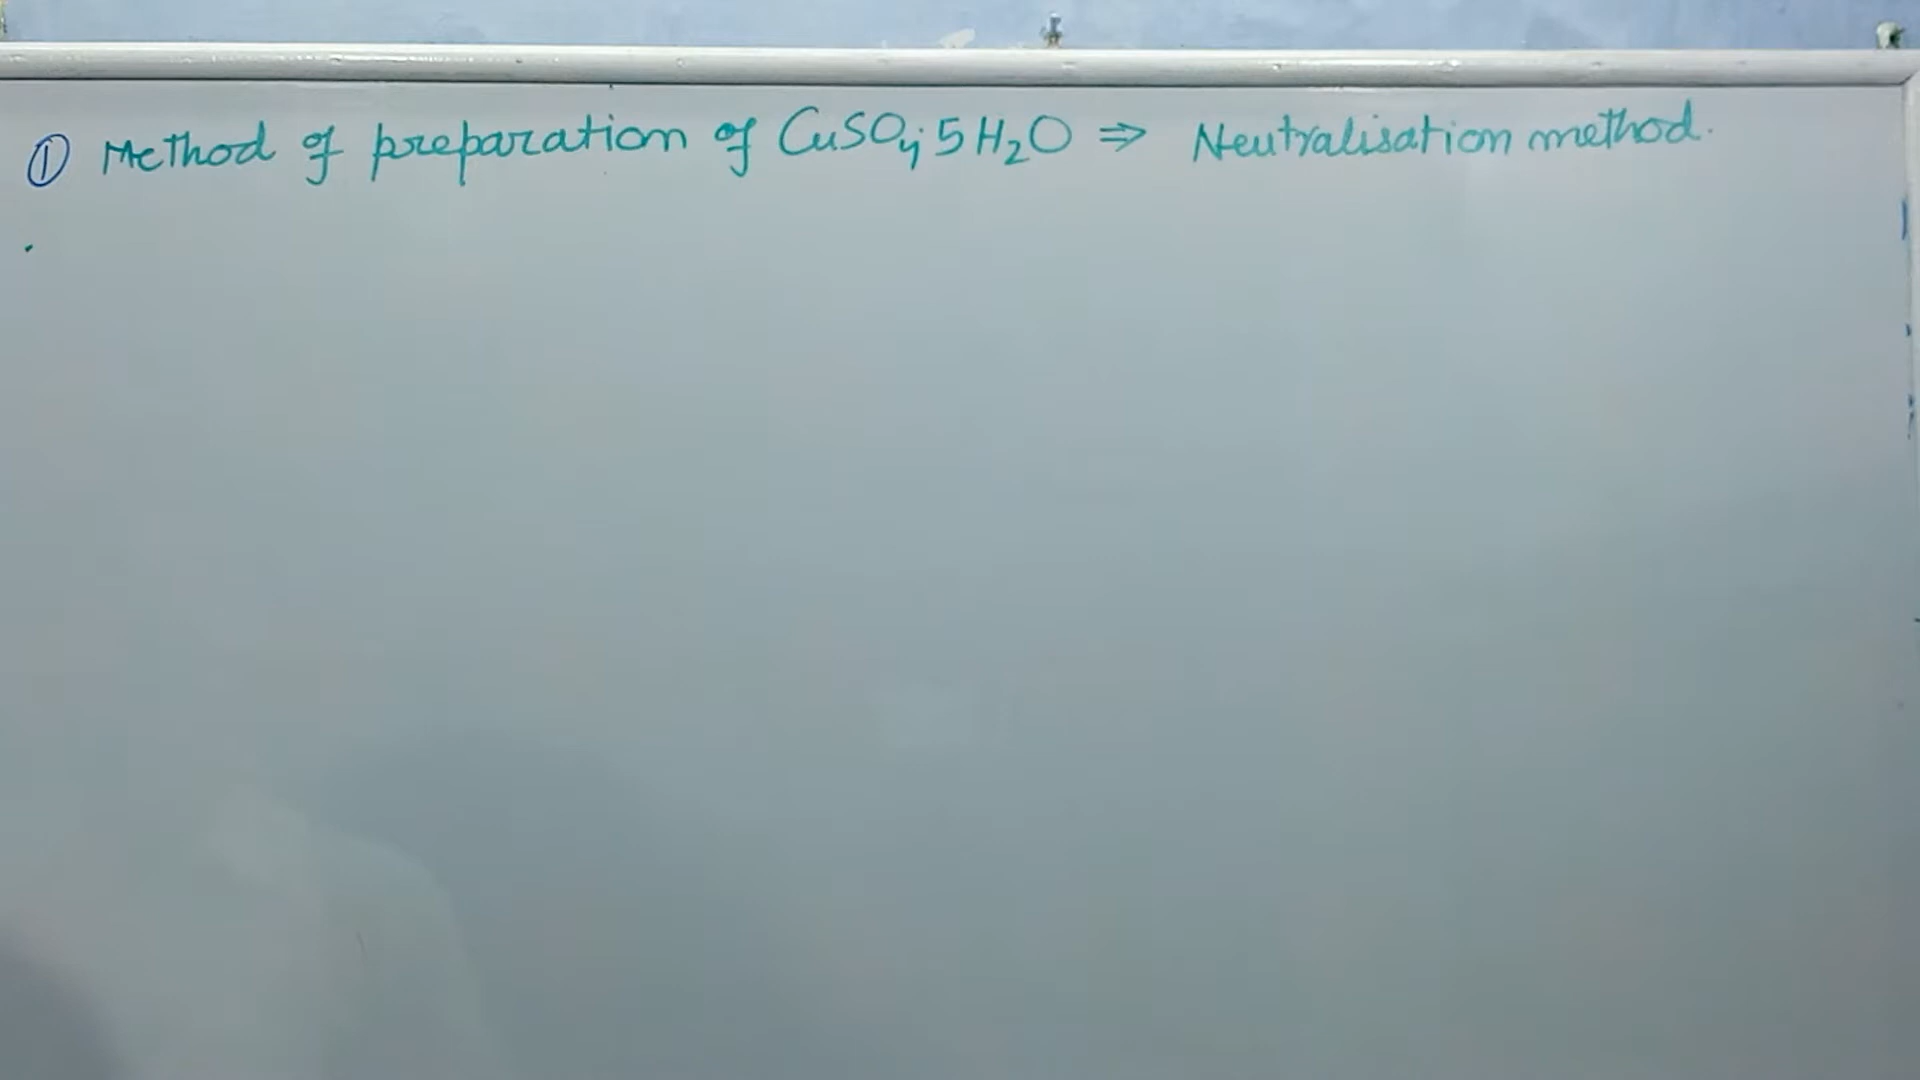 ① Method of preparation of CuSO₄; 5H₂O ⇒ Neutralisation method.